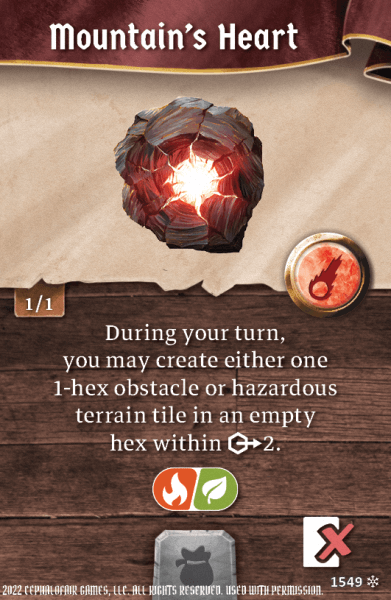 Mountain's Heart
1/1
During your turn,
you may create either one
1-hex obstacle or hazardous
terrain tile in an empty
hex within 2.
1549
2022 CEPHALOFAIR GAMES, LLC. ALL RIGHTS RESERVED. USED WITH PERMISSION.